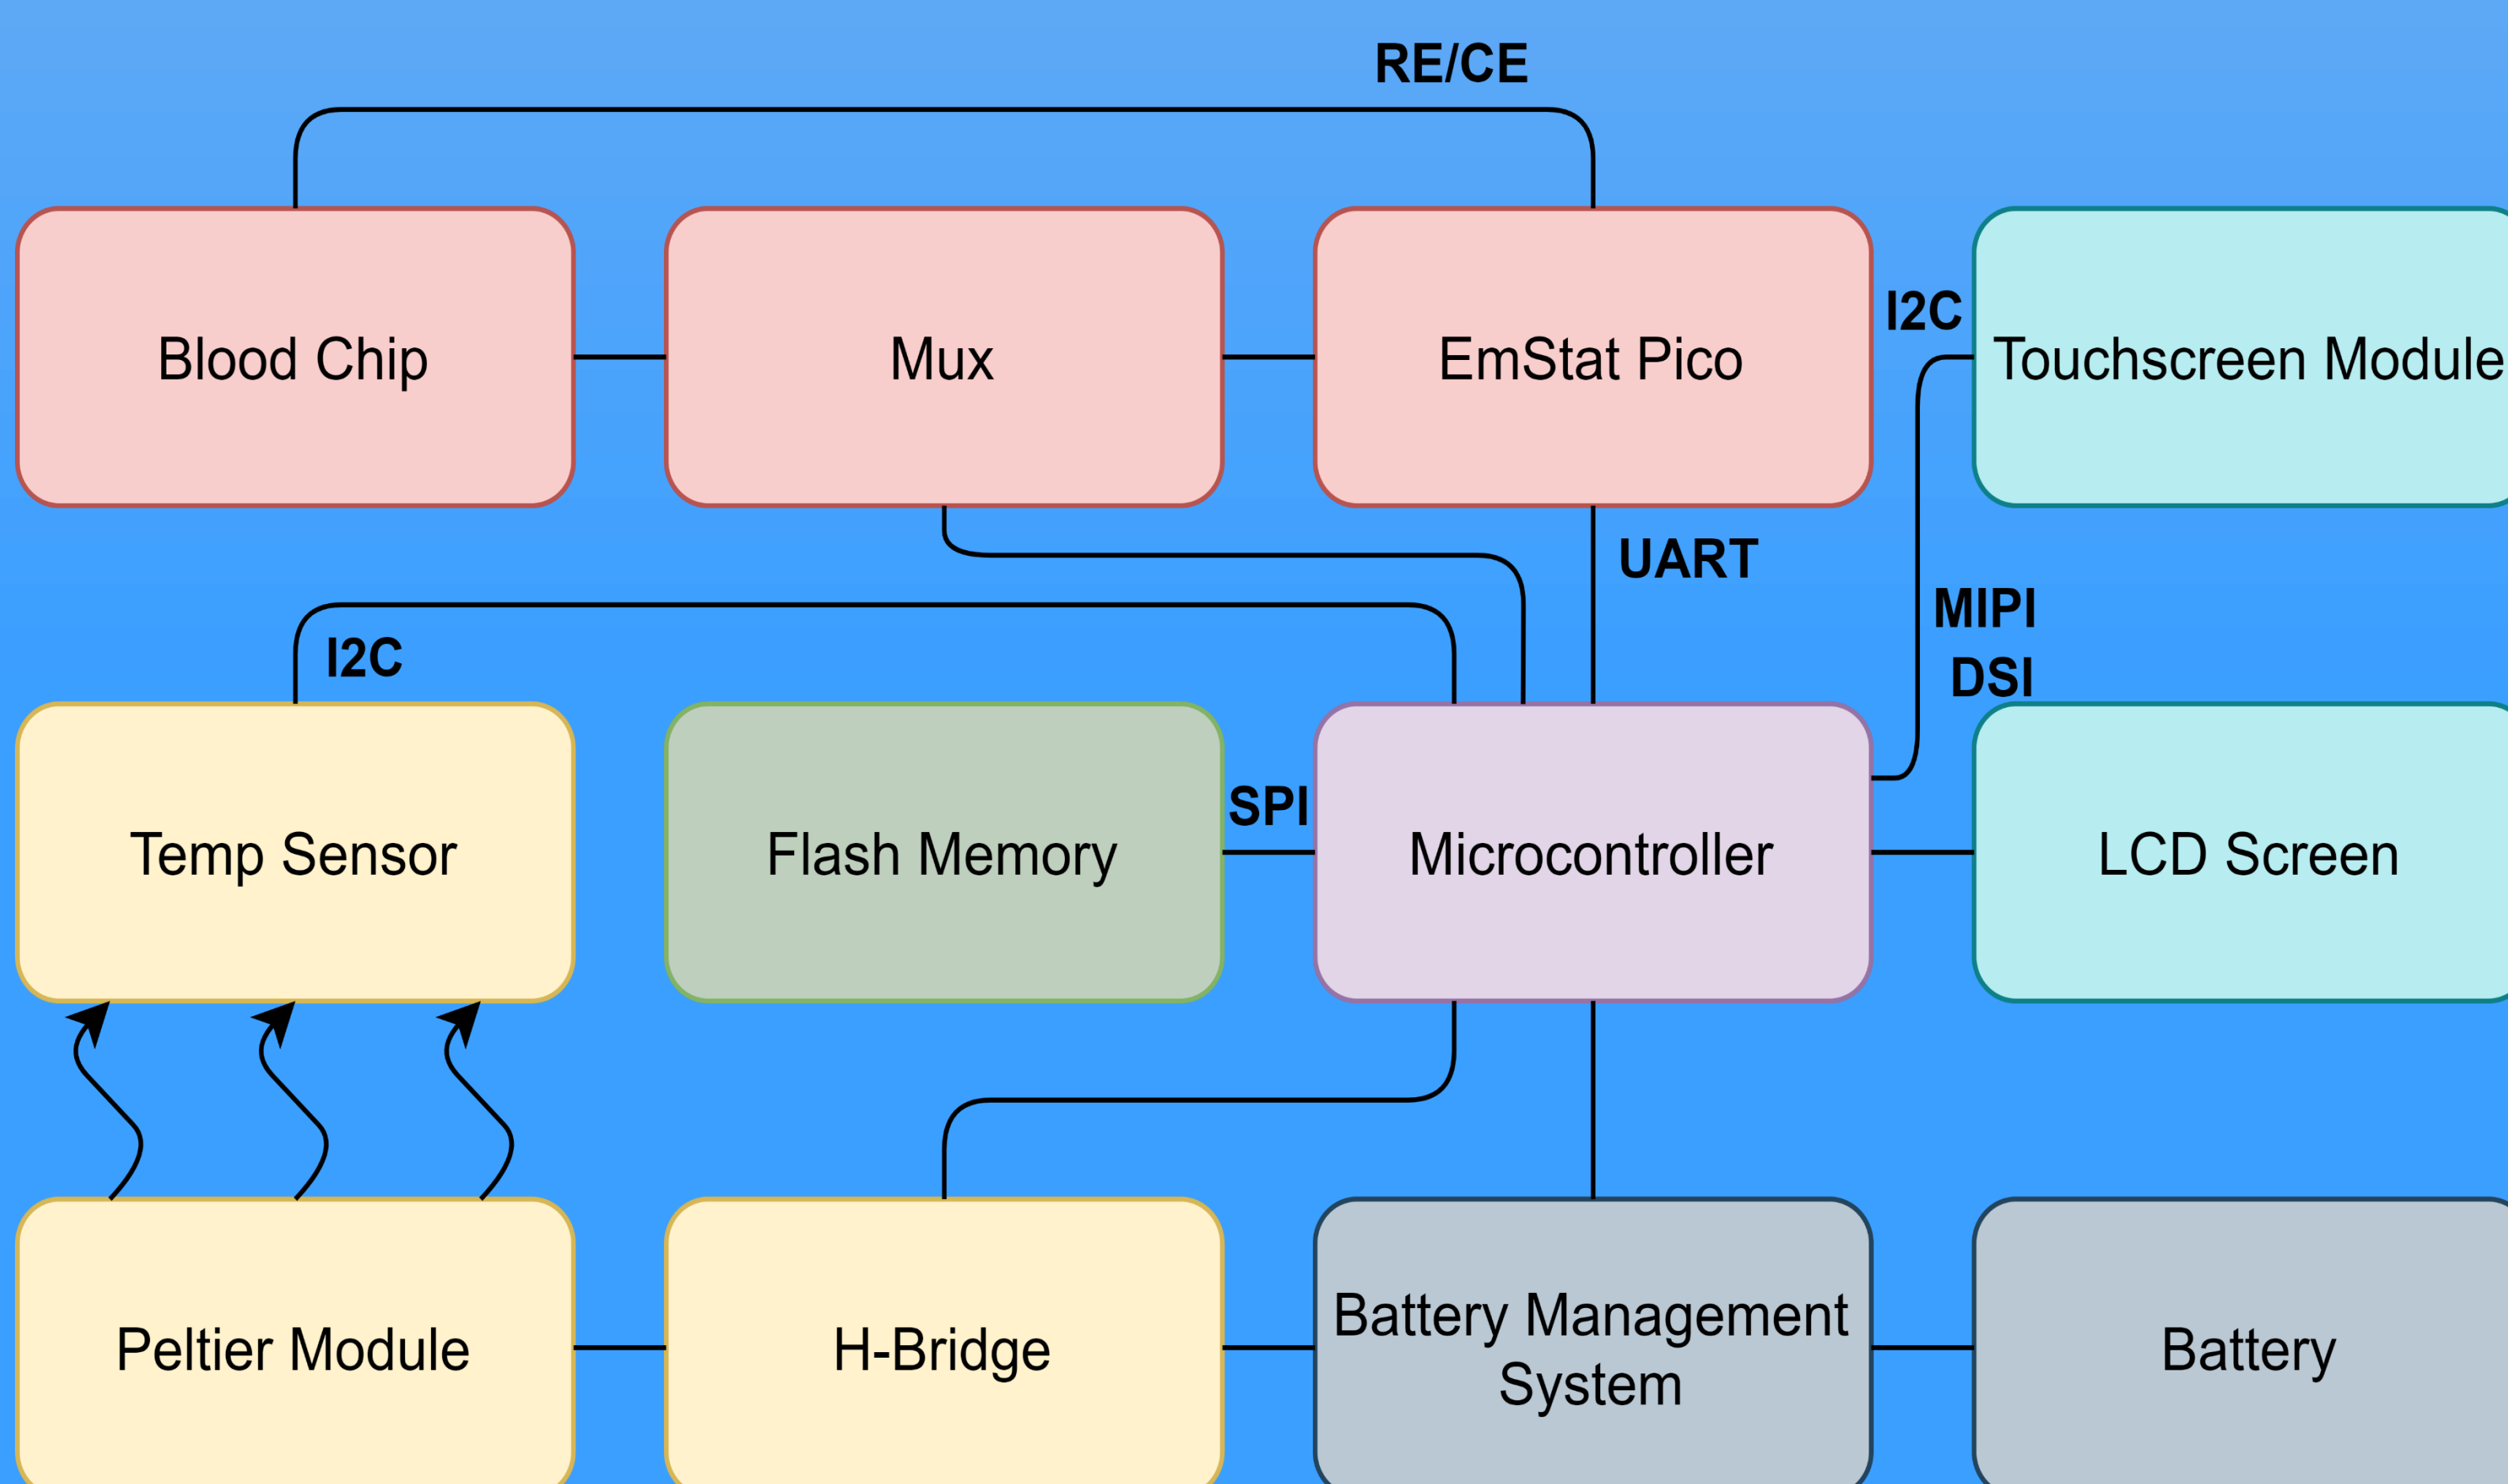 RE/CE
Blood Chip
Mux
EmStat Pico
I2C
Touchscreen Module
UART
MIPI
DSI
I2C
Temp Sensor
Flash Memory
SPI
Microcontroller
LCD Screen
Peltier Module
H-Bridge
Battery Management
System
Battery